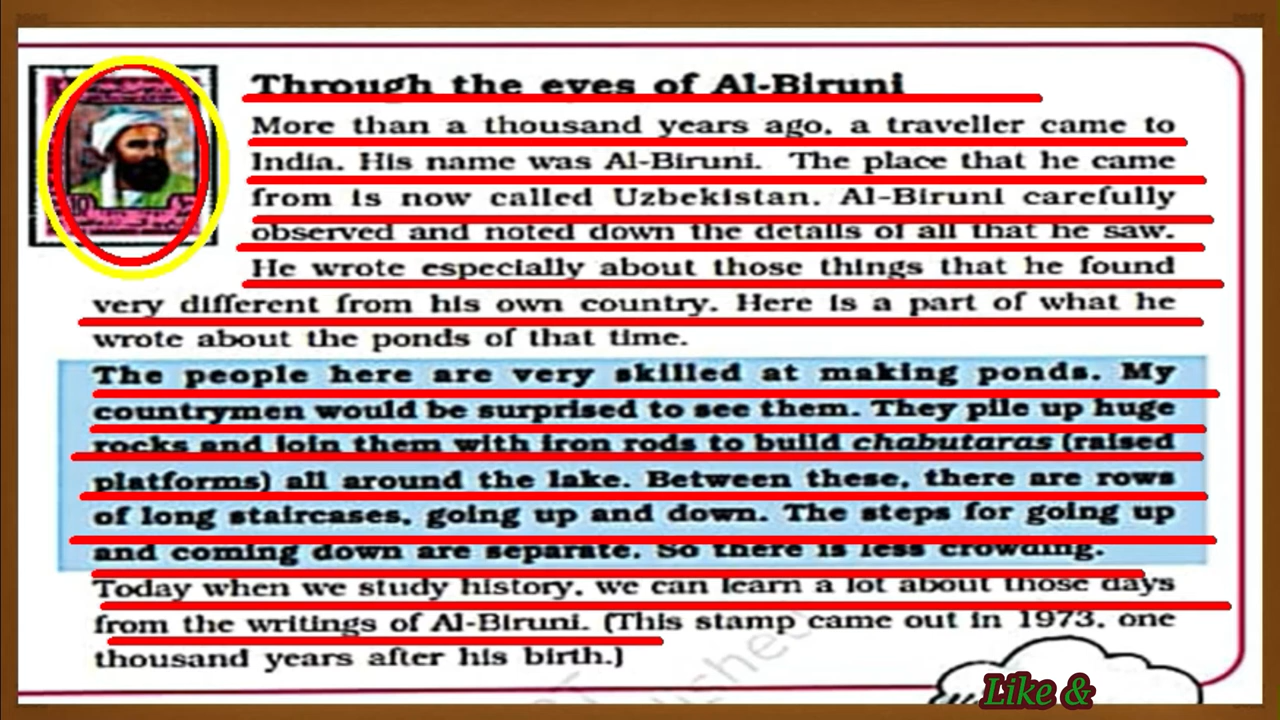 Through the eyes of Al-Biruni
More than a thousand years ago, a traveller came to
India. His name was Al-Biruni. The place that he came
from is now called Uzbekistan. Al-Biruni carefully
observed and noted down the details of all that he saw.
He wrote especially about those things that he found
very different from his own country. Here is a part of what he
wrote about the ponds of that time.
The people here are very skilled at making ponds. My
countrymen would be surprised to see them. They pile up huge
rocks and join them with iron rods to build chabutaras (raised
platforms) all around the lake. Between these, there are rows
of long staircases, going up and down. The steps for going up
and coming down are separate. So there is less crowding.
Today when we study history, we can learn a lot about those days
from the writings of Al-Biruni. (This stamp came out in 1973, one
thousand years after his birth.)
Like &